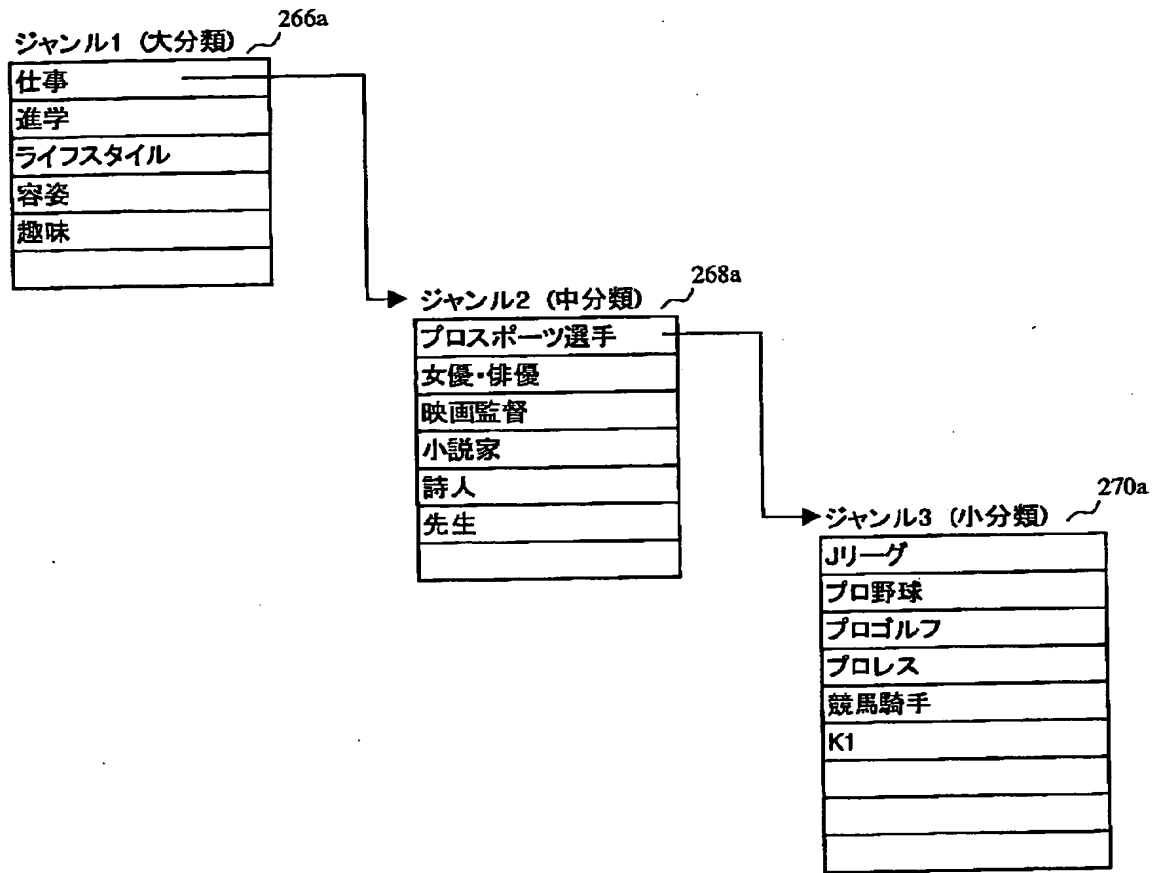 266a
ジャンル1 (大分類)
仕事
進学
ライフスタイル
容姿
趣味
268a
ジャンル2 (中分類)
プロスポーツ選手
女優・俳優
映画監督
小説家
詩人
先生
270a
ジャンル3 (小分類)
Jリーグ
プロ野球
プロゴルフ
プロレス
競馬騎手
K1